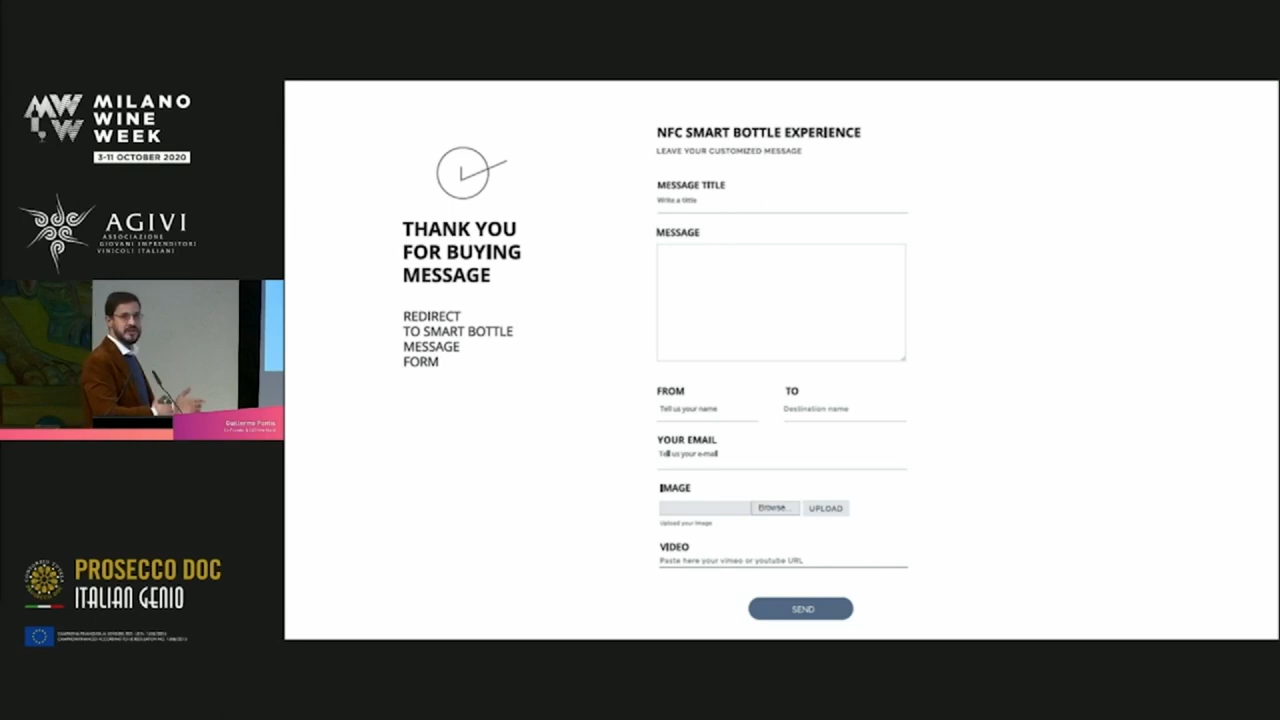 MW
W
MILANO
WINE
WEEK
3-11 OCTOBER 2020
AGIVI
ASSOCIAZIONE
GIOVANI IMPRENDITORI
VINICOLI ITALIANI
Guillermo
PROSECCO DOC
ITALIAN GENIO
THANK YOU
FOR BUYING
MESSAGE
REDIRECT
TO SMART BOTTLE
MESSAGE
FORM
NFC SMART BOTTLE EXPERIENCE
LEAVE YOUR CUSTOMIZED MESSAGE
MESSAGE TITLE
Write a tittle
MESSAGE
FROM
TO
Tell us your name
Destination name
YOUR EMAIL
Tell us your e-mail
IMAGE
Browse...
UPLOAD
Upload your image
VIDEO
Paste here your vimeo or youtube URL
SEND